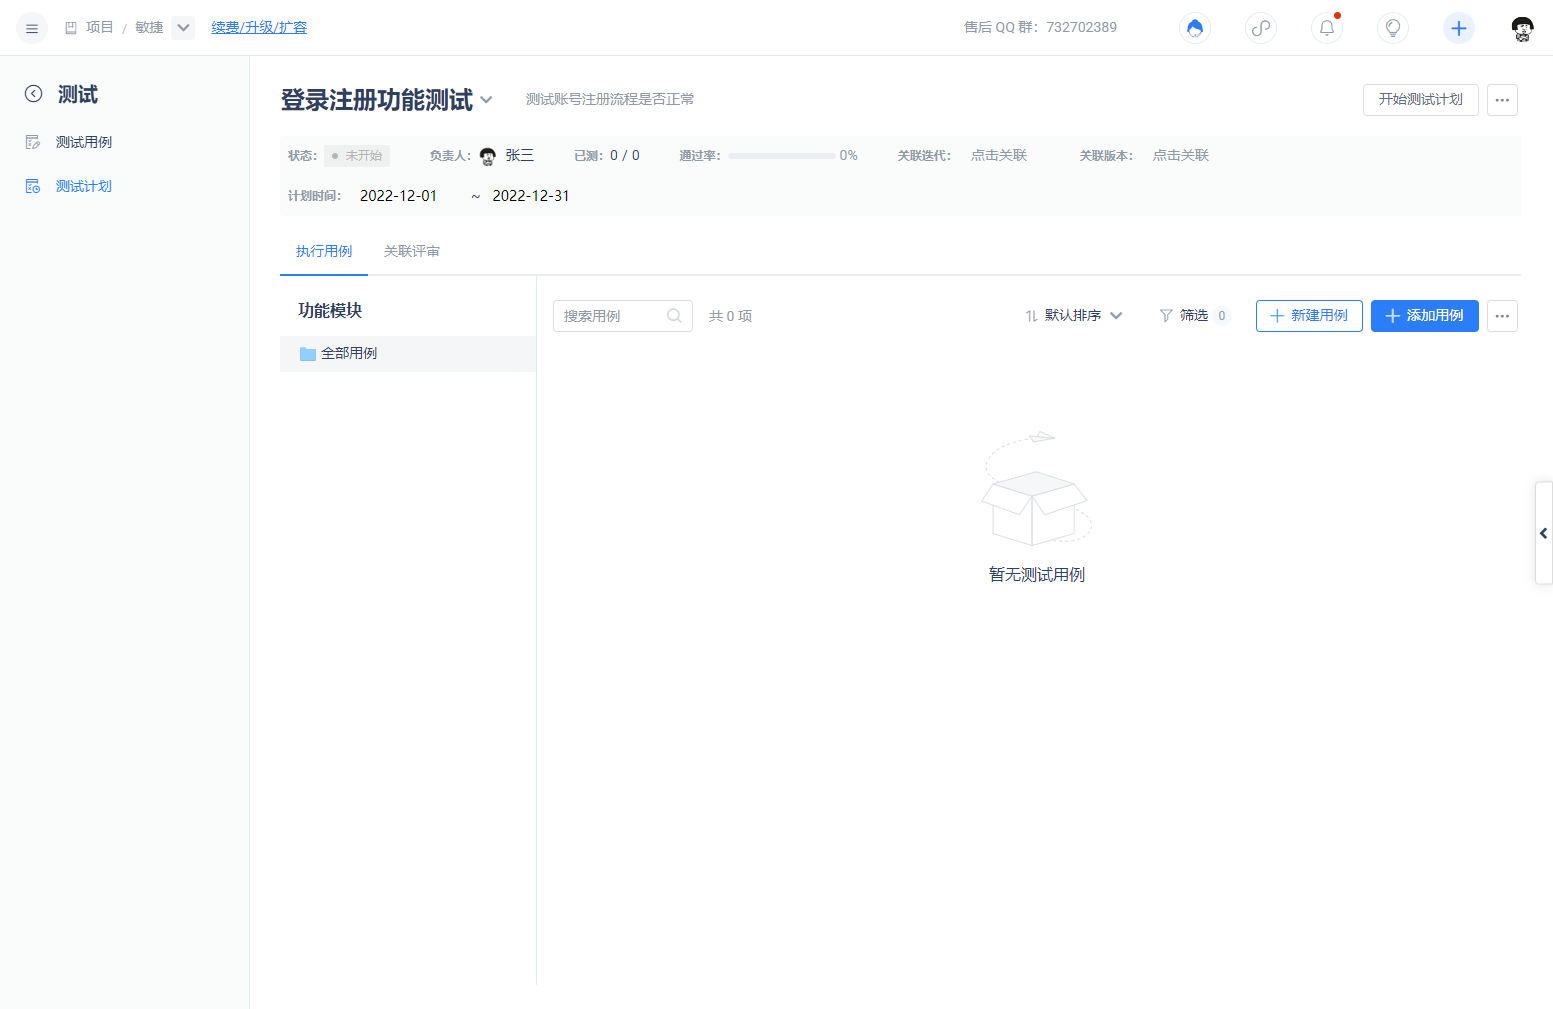 项目 / 敏捷 续费/升级/扩容 售后 QQ 群：732702389
测试
测试用例
测试计划
登录注册功能测试 测试账号注册流程是否正常 开始测试计划
状态： 未开始 负责人： 张三 已测： 0 / 0 通过率： 0% 关联迭代： 点击关联 关联版本： 点击关联
计划时间： 2022-12-01 ~ 2022-12-31
执行用例 关联评审
功能模块
全部用例
搜索用例 共 0 项 默认排序 筛选 0 新建用例 添加用例
暂无测试用例